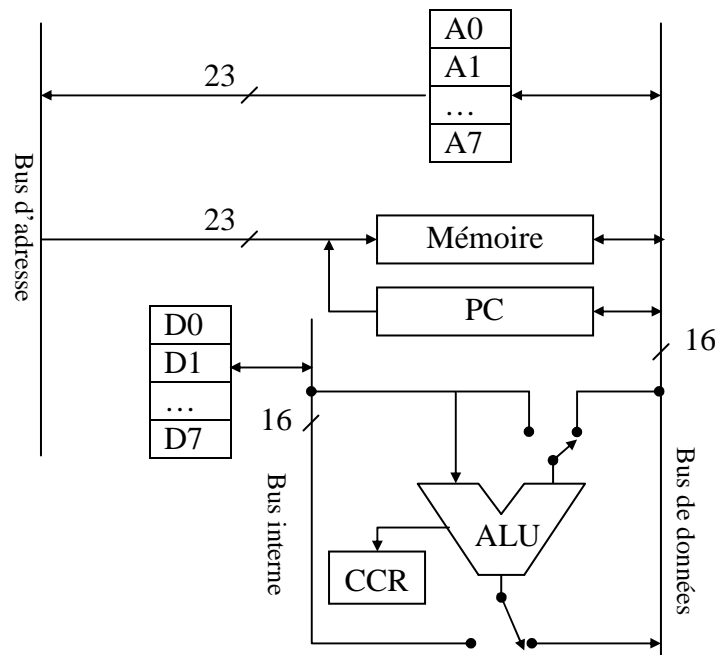 A0
A1
…
A7
23
Bus d'adresse
23
Mémoire
PC
D0
D1
…
D7
16
16
Bus interne
ALU
CCR
Bus de données